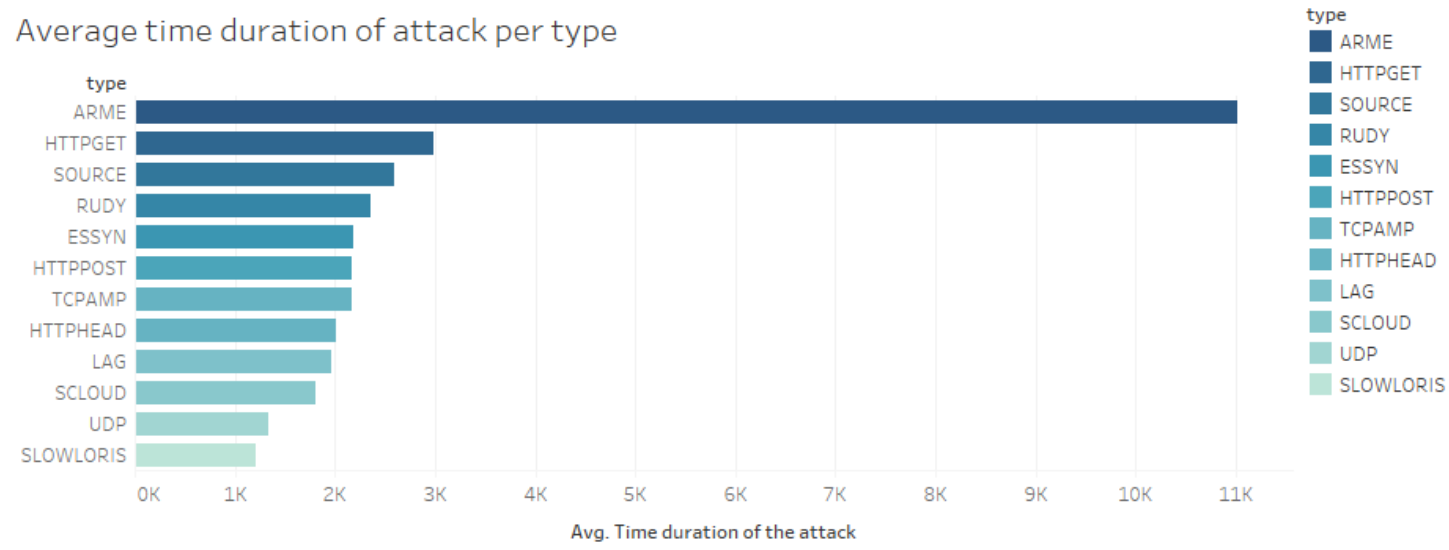 Average time duration of attack per type
type
ARME
HTTPGET
SOURCE
RUDY
ESSYN
HTTPPOST
TCPAMP
HTTPHEAD
LAG
SCLOUD
UDP
SLOWLORIS
0K 1K 2K 3K 4K 5K 6K 7K 8K 9K 10K 11K
Avg. Time duration of the attack
type
ARME
HTTPGET
SOURCE
RUDY
ESSYN
HTTPPOST
TCPAMP
HTTPHEAD
LAG
SCLOUD
UDP
SLOWLORIS